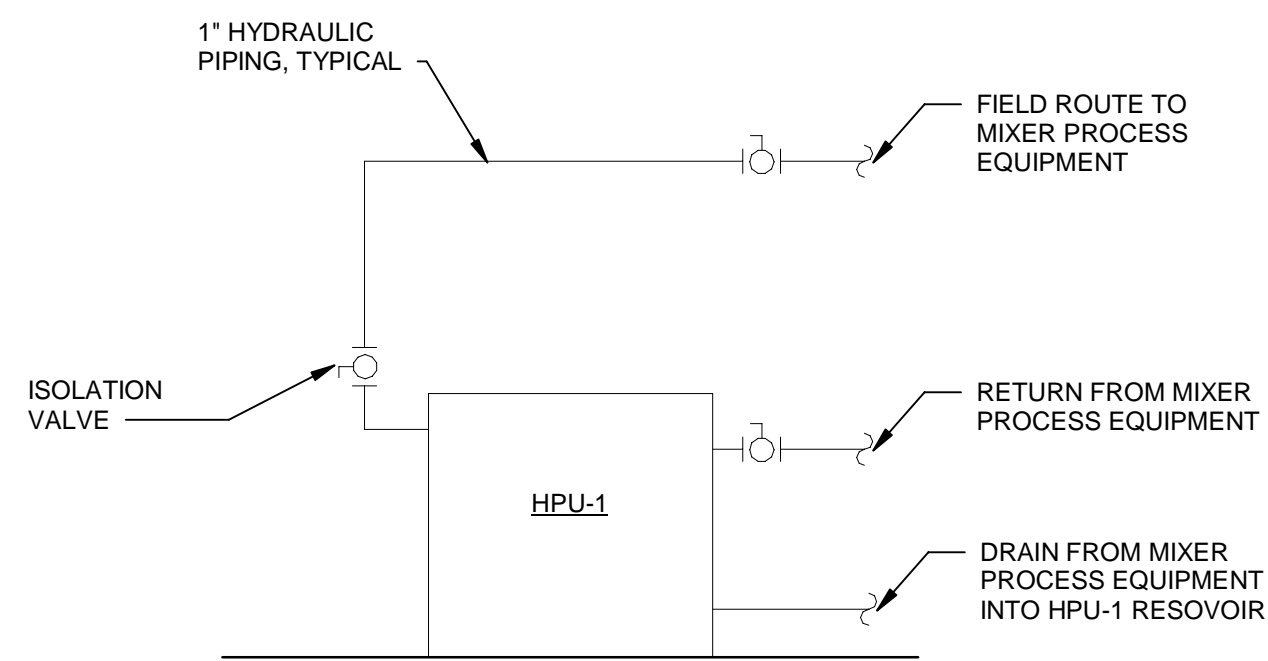 1" HYDRAULIC
PIPING, TYPICAL
FIELD ROUTE TO
MIXER PROCESS
EQUIPMENT
ISOLATION
VALVE
RETURN FROM MIXER
PROCESS EQUIPMENT
HPU-1
DRAIN FROM MIXER
PROCESS EQUIPMENT
INTO HPU-1 RESOVOIR